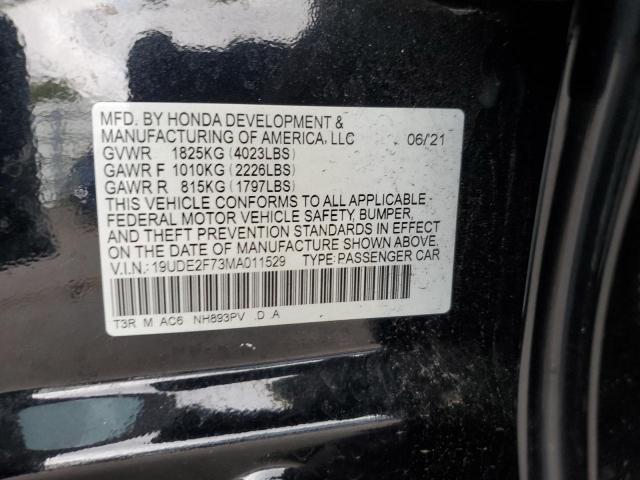 MFD. BY HONDA DEVELOPMENT &
MANUFACTURING OF AMERICA, LLC 06/'21
GVWR 1825KG (4023LBS)
GAWR F 1010KG (2226LBS)
GAWR R 815KG (1797LBS)
THIS VEHICLE CONFORMS TO ALL APPLICABLE
FEDERAL MOTOR VEHICLE SAFETY, BUMPER,
AND THEFT PREVENTION STANDARDS IN EFFECT
ON THE DATE OF MANUFACTURE SHOWN ABOVE.
V.I.N.: 19UDE2F73MA011529 TYPE: PASSENGER CAR
T3R M AC6 NH893PV .D .A